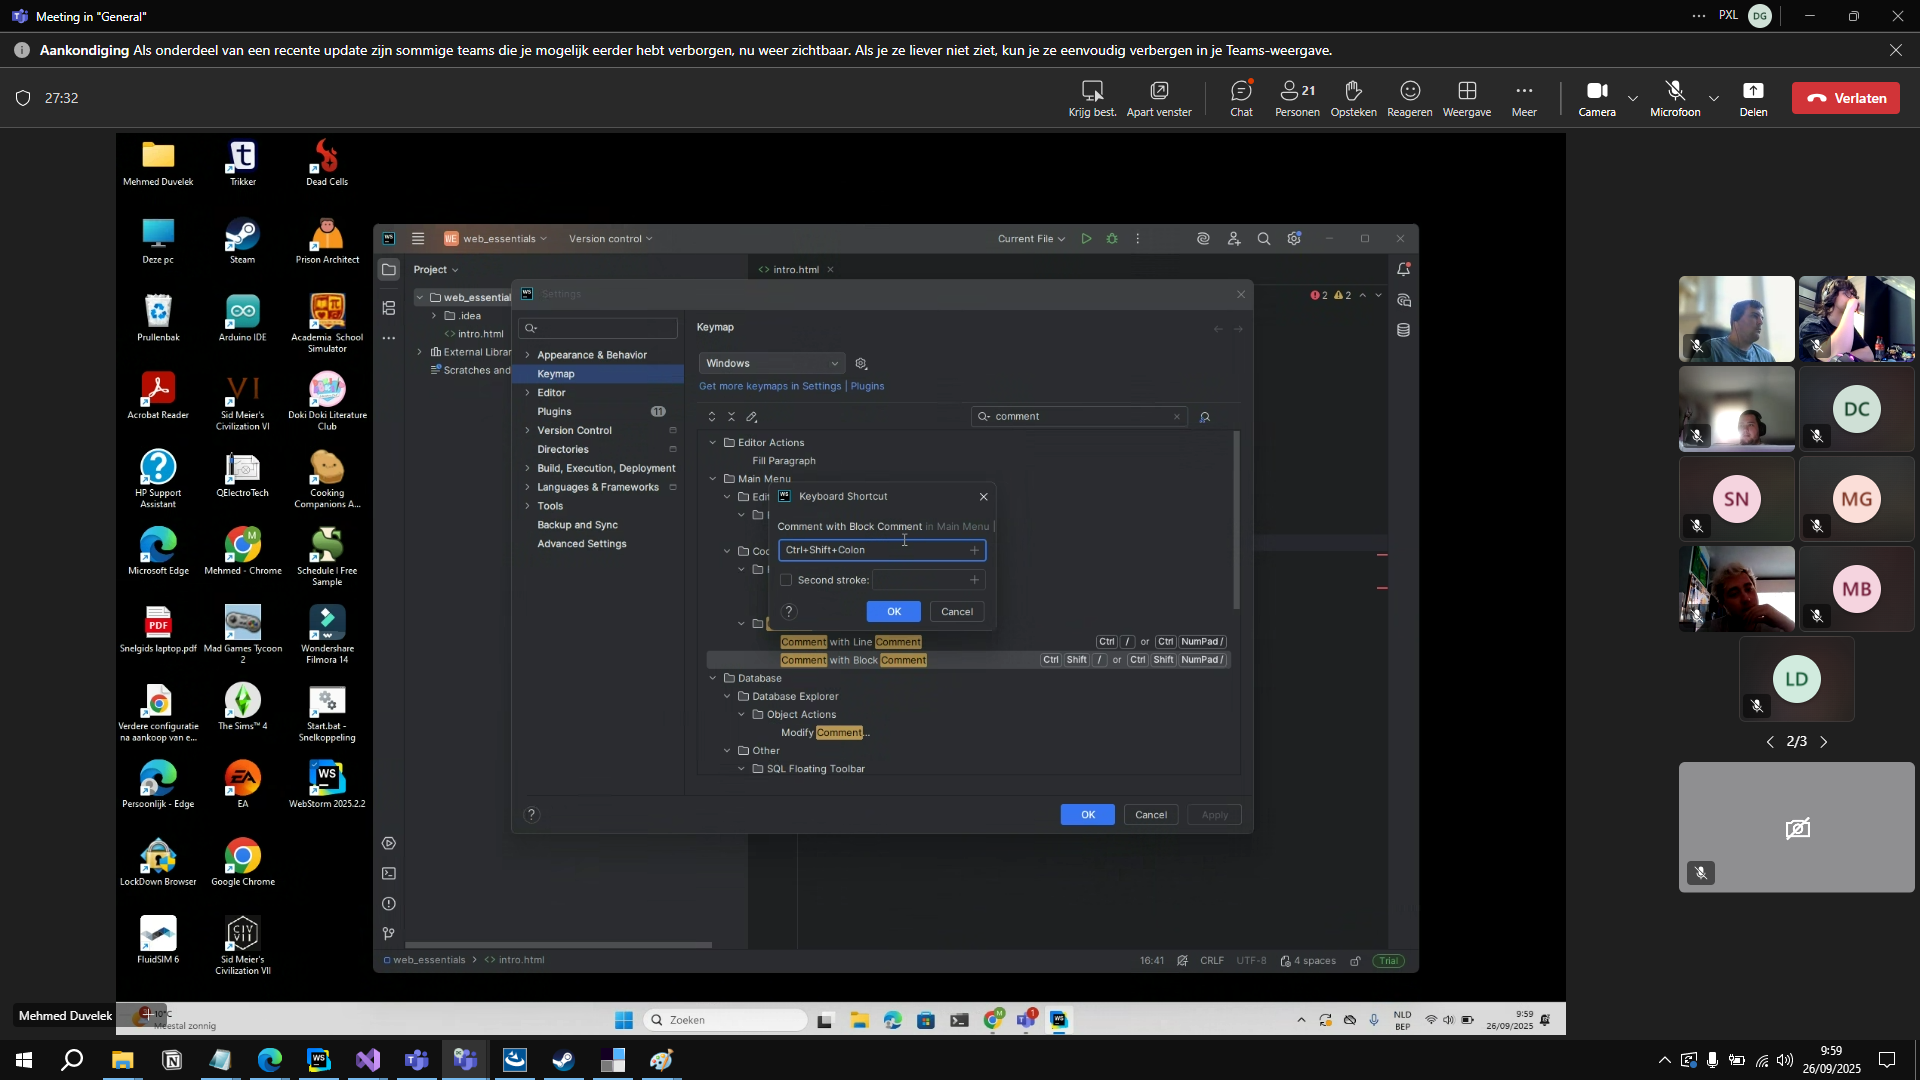 Meeting in "General"
PXL
DG
Aankondiging Als onderdeel van een recente update zijn sommige teams die je mogelijk eerder hebt verborgen, nu weer zichtbaar. Als je ze liever niet ziet, kun je ze eenvoudig verbergen in je Teams-weergave.
27:32
Krijg best.
Apart venster
Chat
21
Personen
Opsteken
Reageren
Weergave
Meer
Camera
Microfoon
Delen
Verlaten
Mehmed Duvelek
Trikker
Dead Cells
Deze pc
Steam
Prison Architect
Prullenbak
Arduino IDE
Academia School
Simulator
Acrobat Reader
Sid Meier's
Civilization VI
Doki Doki Literature
Club
HP Support
Assistant
QElectroTech
Cooking
Companions A...
Microsoft Edge
Mehmed - Chrome
Schedule I Free
Sample
Snelgids laptop.pdf
Mad Games Tycoon
2
Wondershare
Filmora 14
Verdere configuratie
na aankoop van e...
The Sims™ 4
Start.bat -
Snelkoppeling
Persoonlijk - Edge
EA
WebStorm 2025.2.2
LockDown Browser
Google Chrome
FluidSIM 6
Sid Meier's
Civilization VII
WS
WE web_essentials
Version control
Current File
Project
intro.html
web_essential
.idea
intro.html
External Librar
Scratches and
2
2
Settings
Appearance & Behavior
Keymap
Editor
Plugins
11
Version Control
Directories
Build, Execution, Deployment
Languages & Frameworks
Tools
Backup and Sync
Advanced Settings
Keymap
Windows
Get more keymaps in Settings | Plugins
comment
Editor Actions
Fill Paragraph
Main Menu
Edi
Coo
Keyboard Shortcut
Comment with Block Comment in Main Menu |
Ctrl+Shift+Colon
Second stroke:
?
OK
Cancel
Comment with Line Comment
Ctrl / or Ctrl NumPad /
Comment with Block Comment
Ctrl Shift / or Ctrl Shift NumPad /
Database
Database Explorer
Object Actions
Modify Comment...
Other
SQL Floating Toolbar
?
OK
Cancel
Apply
web_essentials > intro.html
16:41
CRLF
UTF-8
4 spaces
Trial
DC
SN
MG
MB
LD
2/3
Mehmed Duvelek
10°C
Meestal zonnig
Zoeken
NLD
BEP
9:59
26/09/2025
9:59
26/09/2025